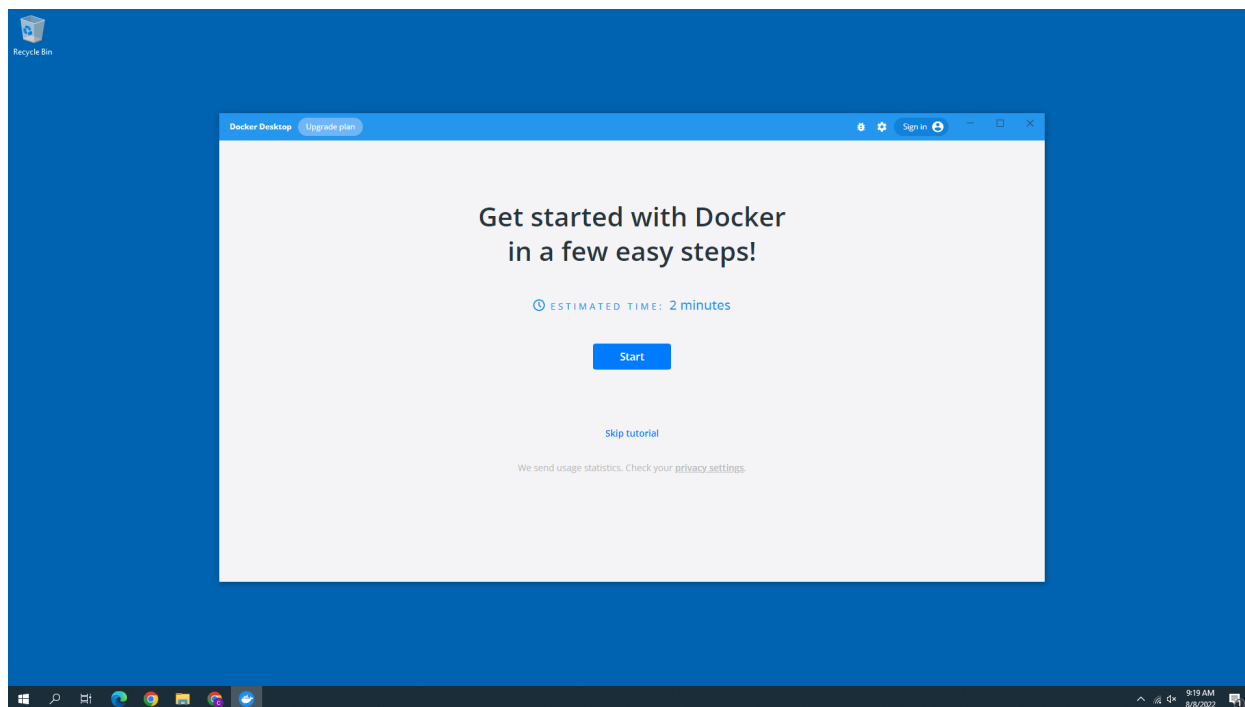 Recycle Bin
Docker Desktop Upgrade plan Sign in
Get started with Docker
in a few easy steps!
ESTIMATED TIME: 2 minutes
Start
Skip tutorial
We send usage statistics. Check your privacy settings.
9:19 AM
8/8/2022